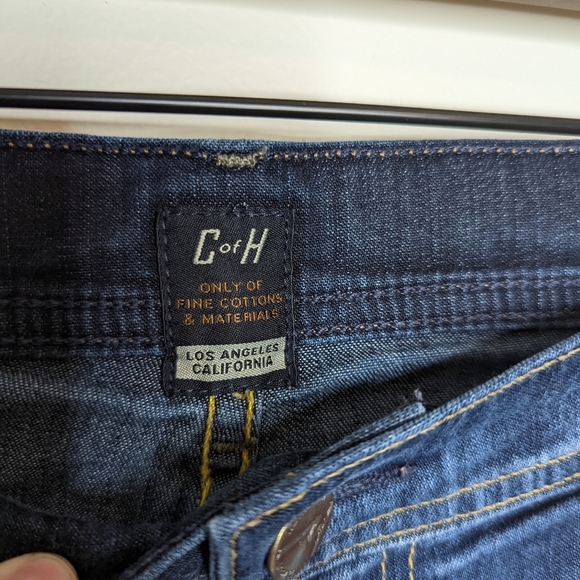 C of H
ONLY OF
FINE COTTONS
& MATERIALS
LOS ANGELES
CALIFORNIA